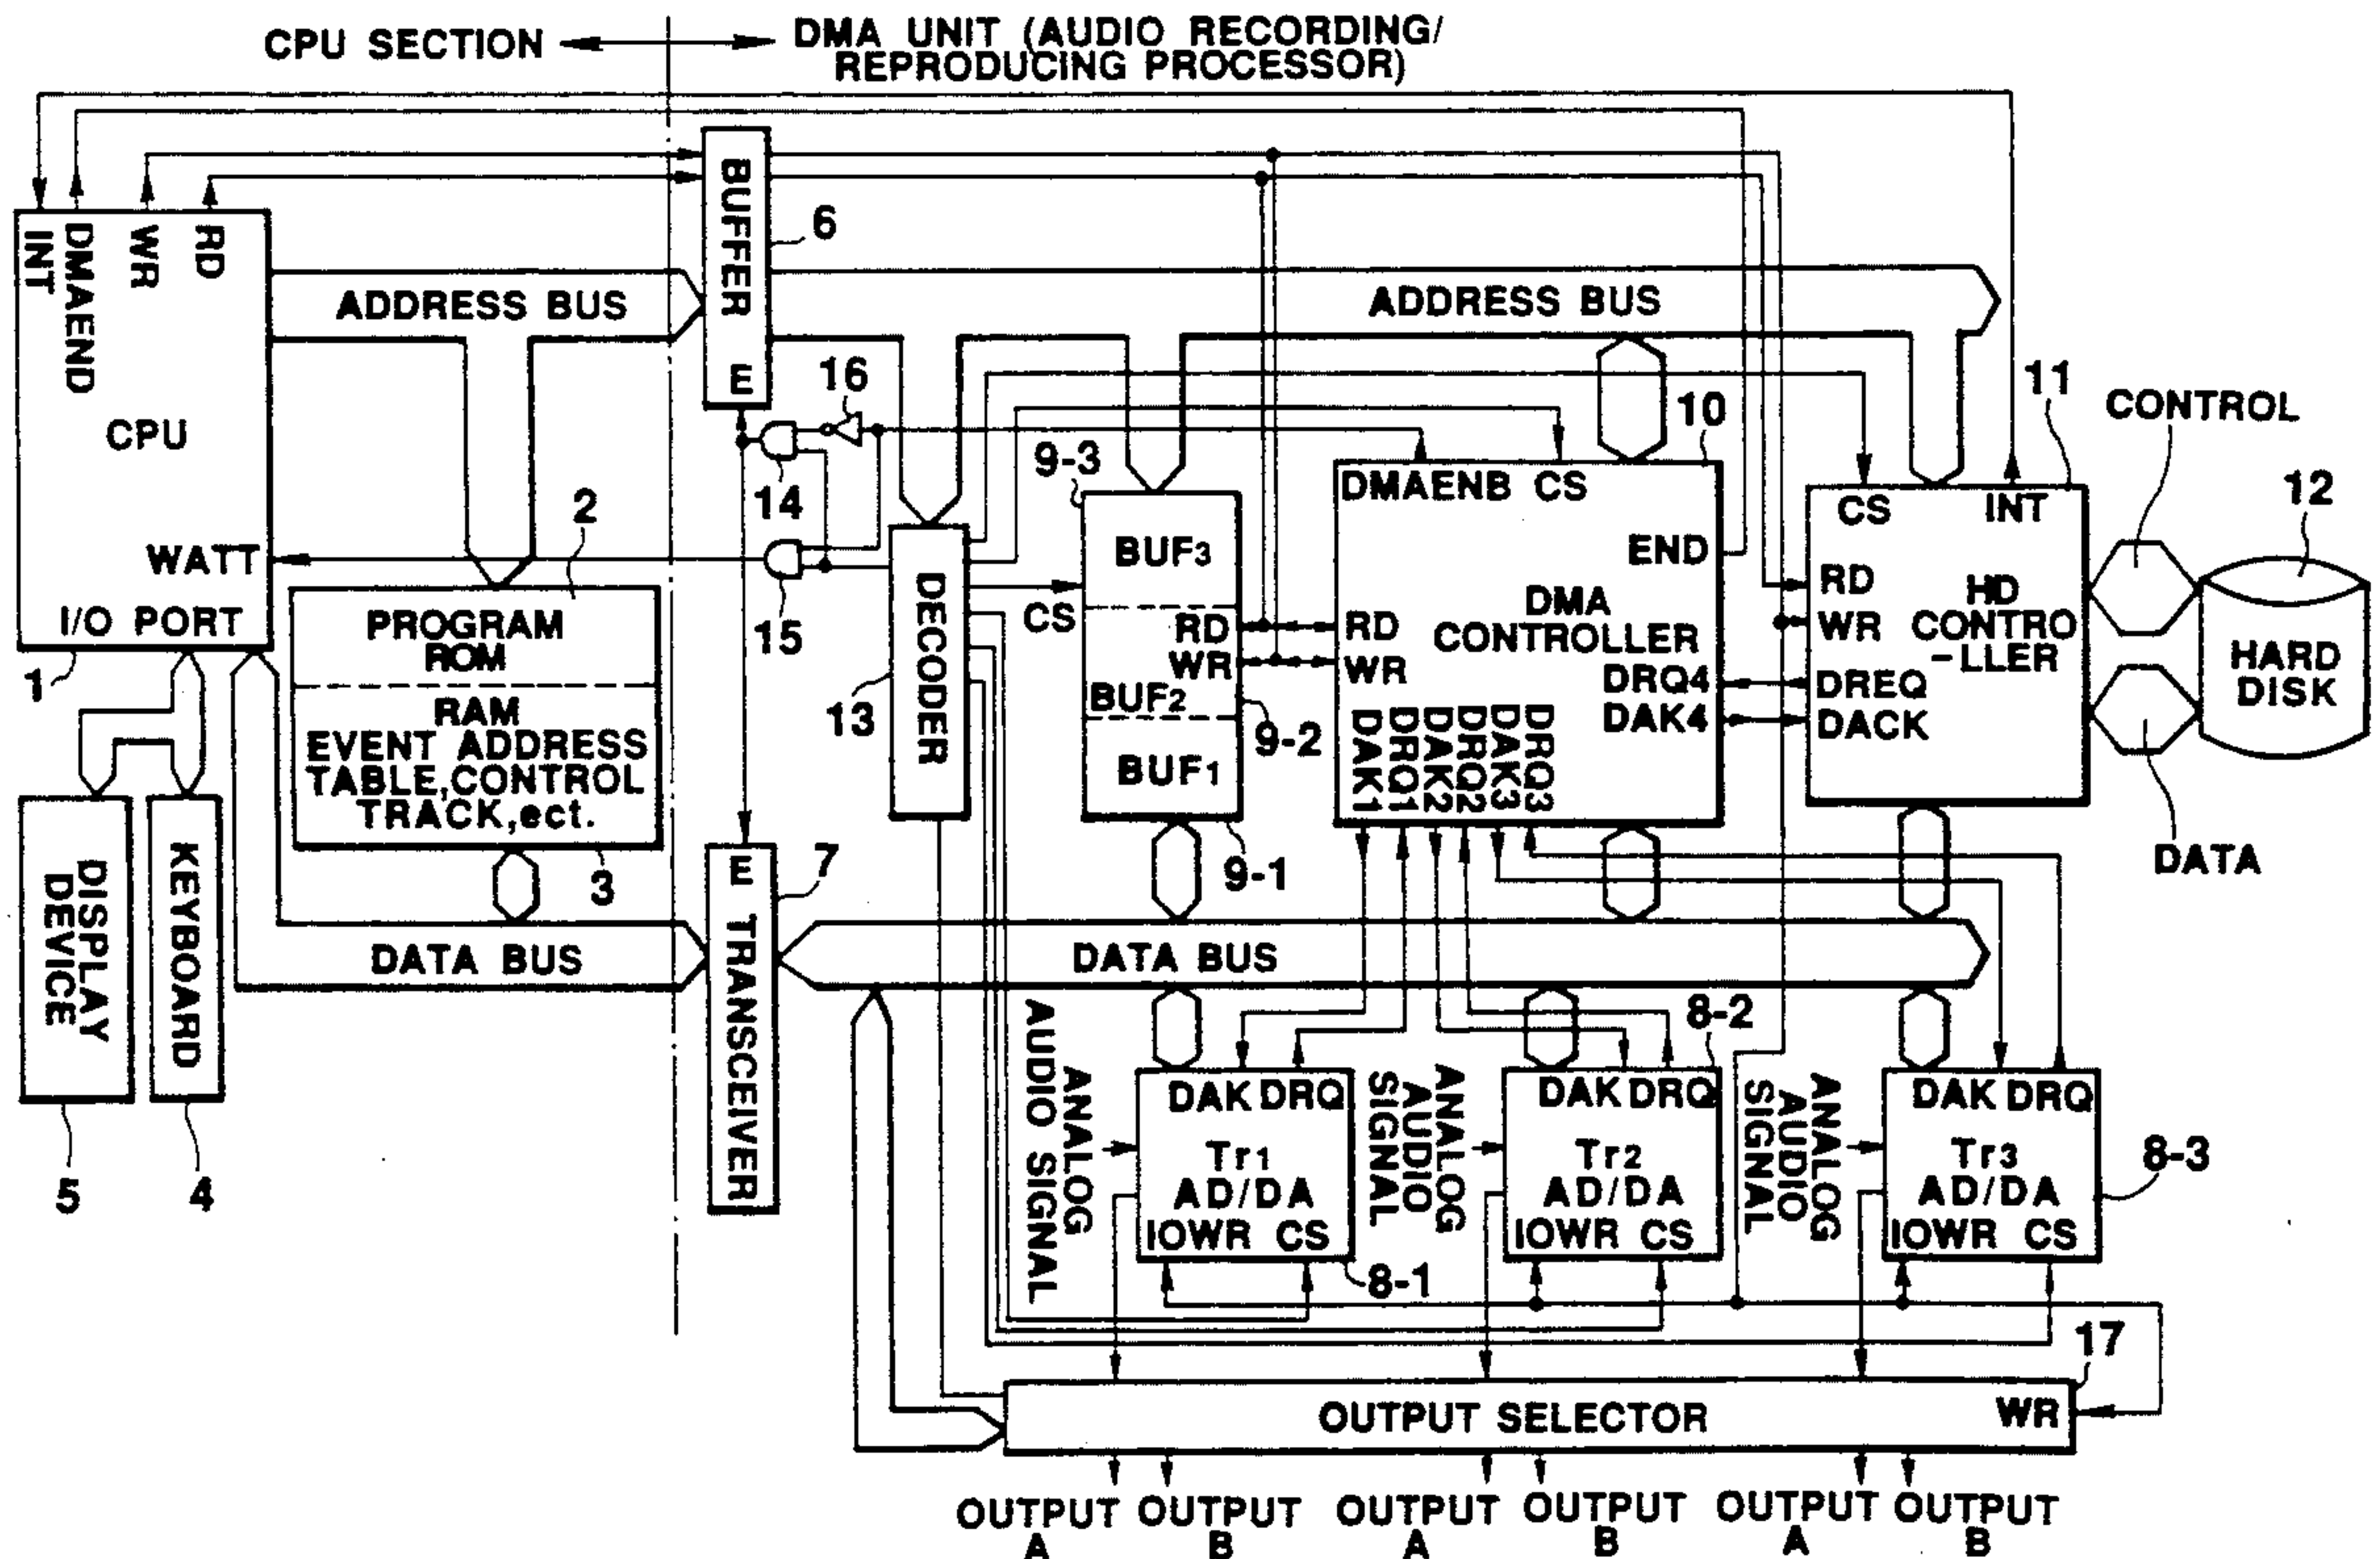 CPU SECTION
DMA UNIT (AUDIO RECORDING/
REPRODUCING PROCESSOR)
INT
DMAEND
WR
RD
CPU
WATT
I/O PORT
1
ADDRESS BUS
BUFFER
E
6
ADDRESS BUS
16
14
15
2
PROGRAM
ROM
RAM
EVENT ADDRESS
TABLE,CONTROL
TRACK,ect.
3
DECODER
13
9-3
BUF3
CS
RD
WR
BUF2
9-2
BUF1
9-1
10
DMAENB CS
END
DMA
CONTROLLER
RD
WR
DRQ4
DAK4
DAK1
DRQ1
DAK2
DRQ2
DAK3
DRQ3
11
CS
INT
RD
WR
HD
CONTRO
-LLER
DREQ
DACK
CONTROL
DATA
12
HARD
DISK
DISPLAY
DEVICE
5
KEYBOARD
4
DATA BUS
E
TRANSCEIVER
7
DATA BUS
ANALOG
AUDIO SIGNAL
DAK DRQ
Tr1
AD/DA
IOWR CS
8-1
ANALOG
AUDIO
SIGNAL
8-2
DAK DRQ
Tr2
AD/DA
IOWR CS
ANALOG
AUDIO
SIGNAL
DAK DRQ
Tr3
AD/DA
IOWR CS
8-3
17
OUTPUT SELECTOR
WR
OUTPUT
A
OUTPUT
B
OUTPUT
A
OUTPUT
B
OUTPUT
A
OUTPUT
B